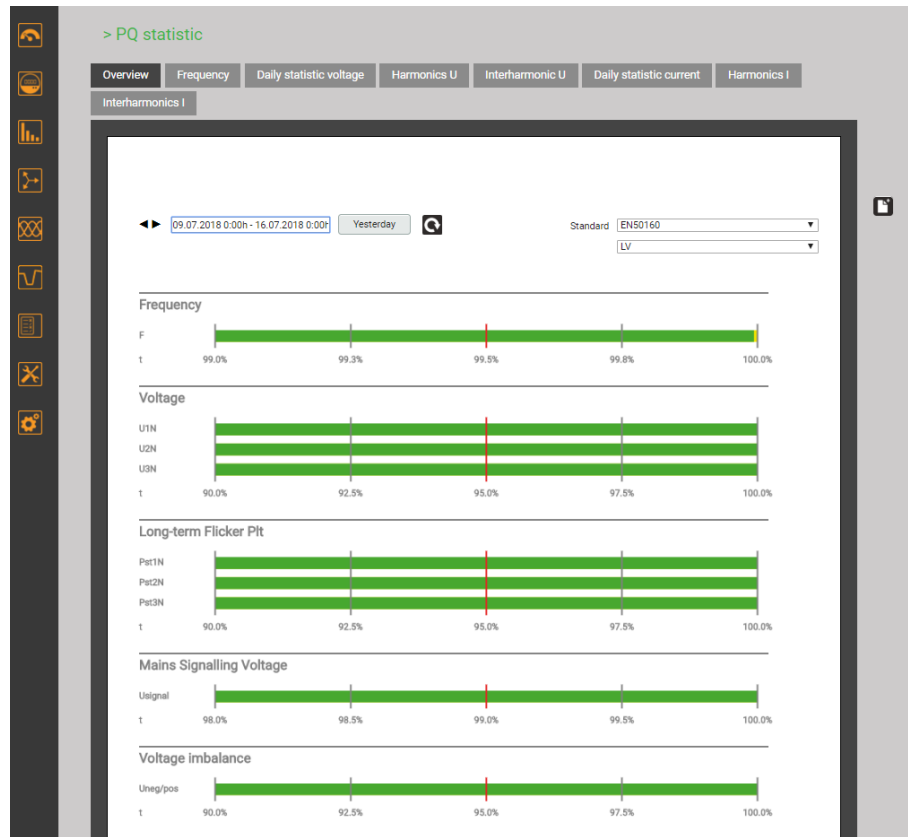 > PQ statistic
Overview Frequency Daily statistic voltage Harmonics U Interharmonic U Daily statistic current Harmonics I
Interharmonics I
09.07.2018 0:00h - 16.07.2018 0:00h Yesterday Standard EN50160
LV
Frequency
F
t 99.0% 99.3% 99.5% 99.8% 100.0%
Voltage
U1N
U2N
U3N
t 90.0% 92.5% 95.0% 97.5% 100.0%
Long-term Flicker Plt
Pst1N
Pst2N
Pst3N
t 90.0% 92.5% 95.0% 97.5% 100.0%
Mains Signalling Voltage
Usignal
t 98.0% 98.5% 99.0% 99.5% 100.0%
Voltage imbalance
Uneg/pos
t 90.0% 92.5% 95.0% 97.5% 100.0%